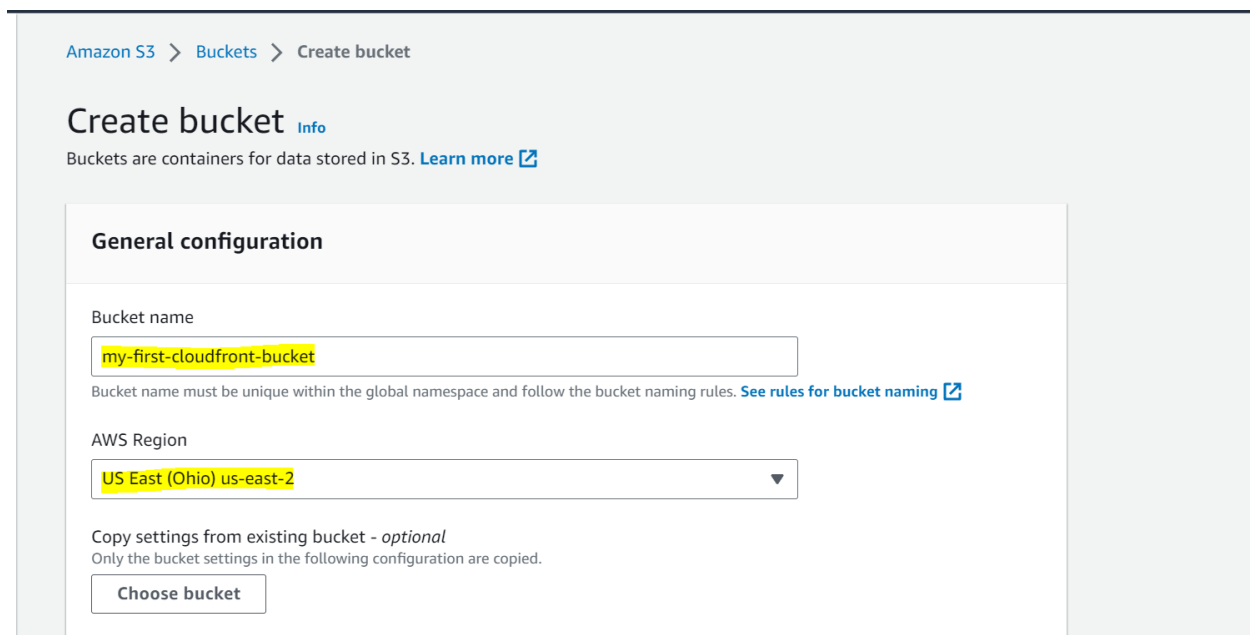 Amazon S3 > Buckets > Create bucket
Create bucket Info
Buckets are containers for data stored in S3. Learn more
General configuration
Bucket name
my-first-cloudfront-bucket
Bucket name must be unique within the global namespace and follow the bucket naming rules. See rules for bucket naming
AWS Region
US East (Ohio) us-east-2
Copy settings from existing bucket - optional
Only the bucket settings in the following configuration are copied.
Choose bucket